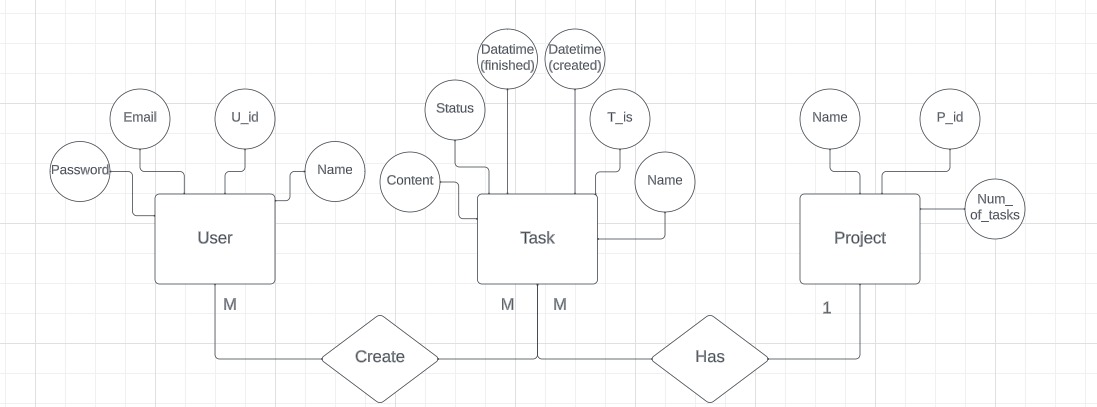 Datatime
(finished)
Datetime
(created)
Status
Email
U_id
T_is
Name
P_id
Password
Name
Content
Name
Num_
of_tasks
User
Task
Project
M
M
M
1
Create
Has